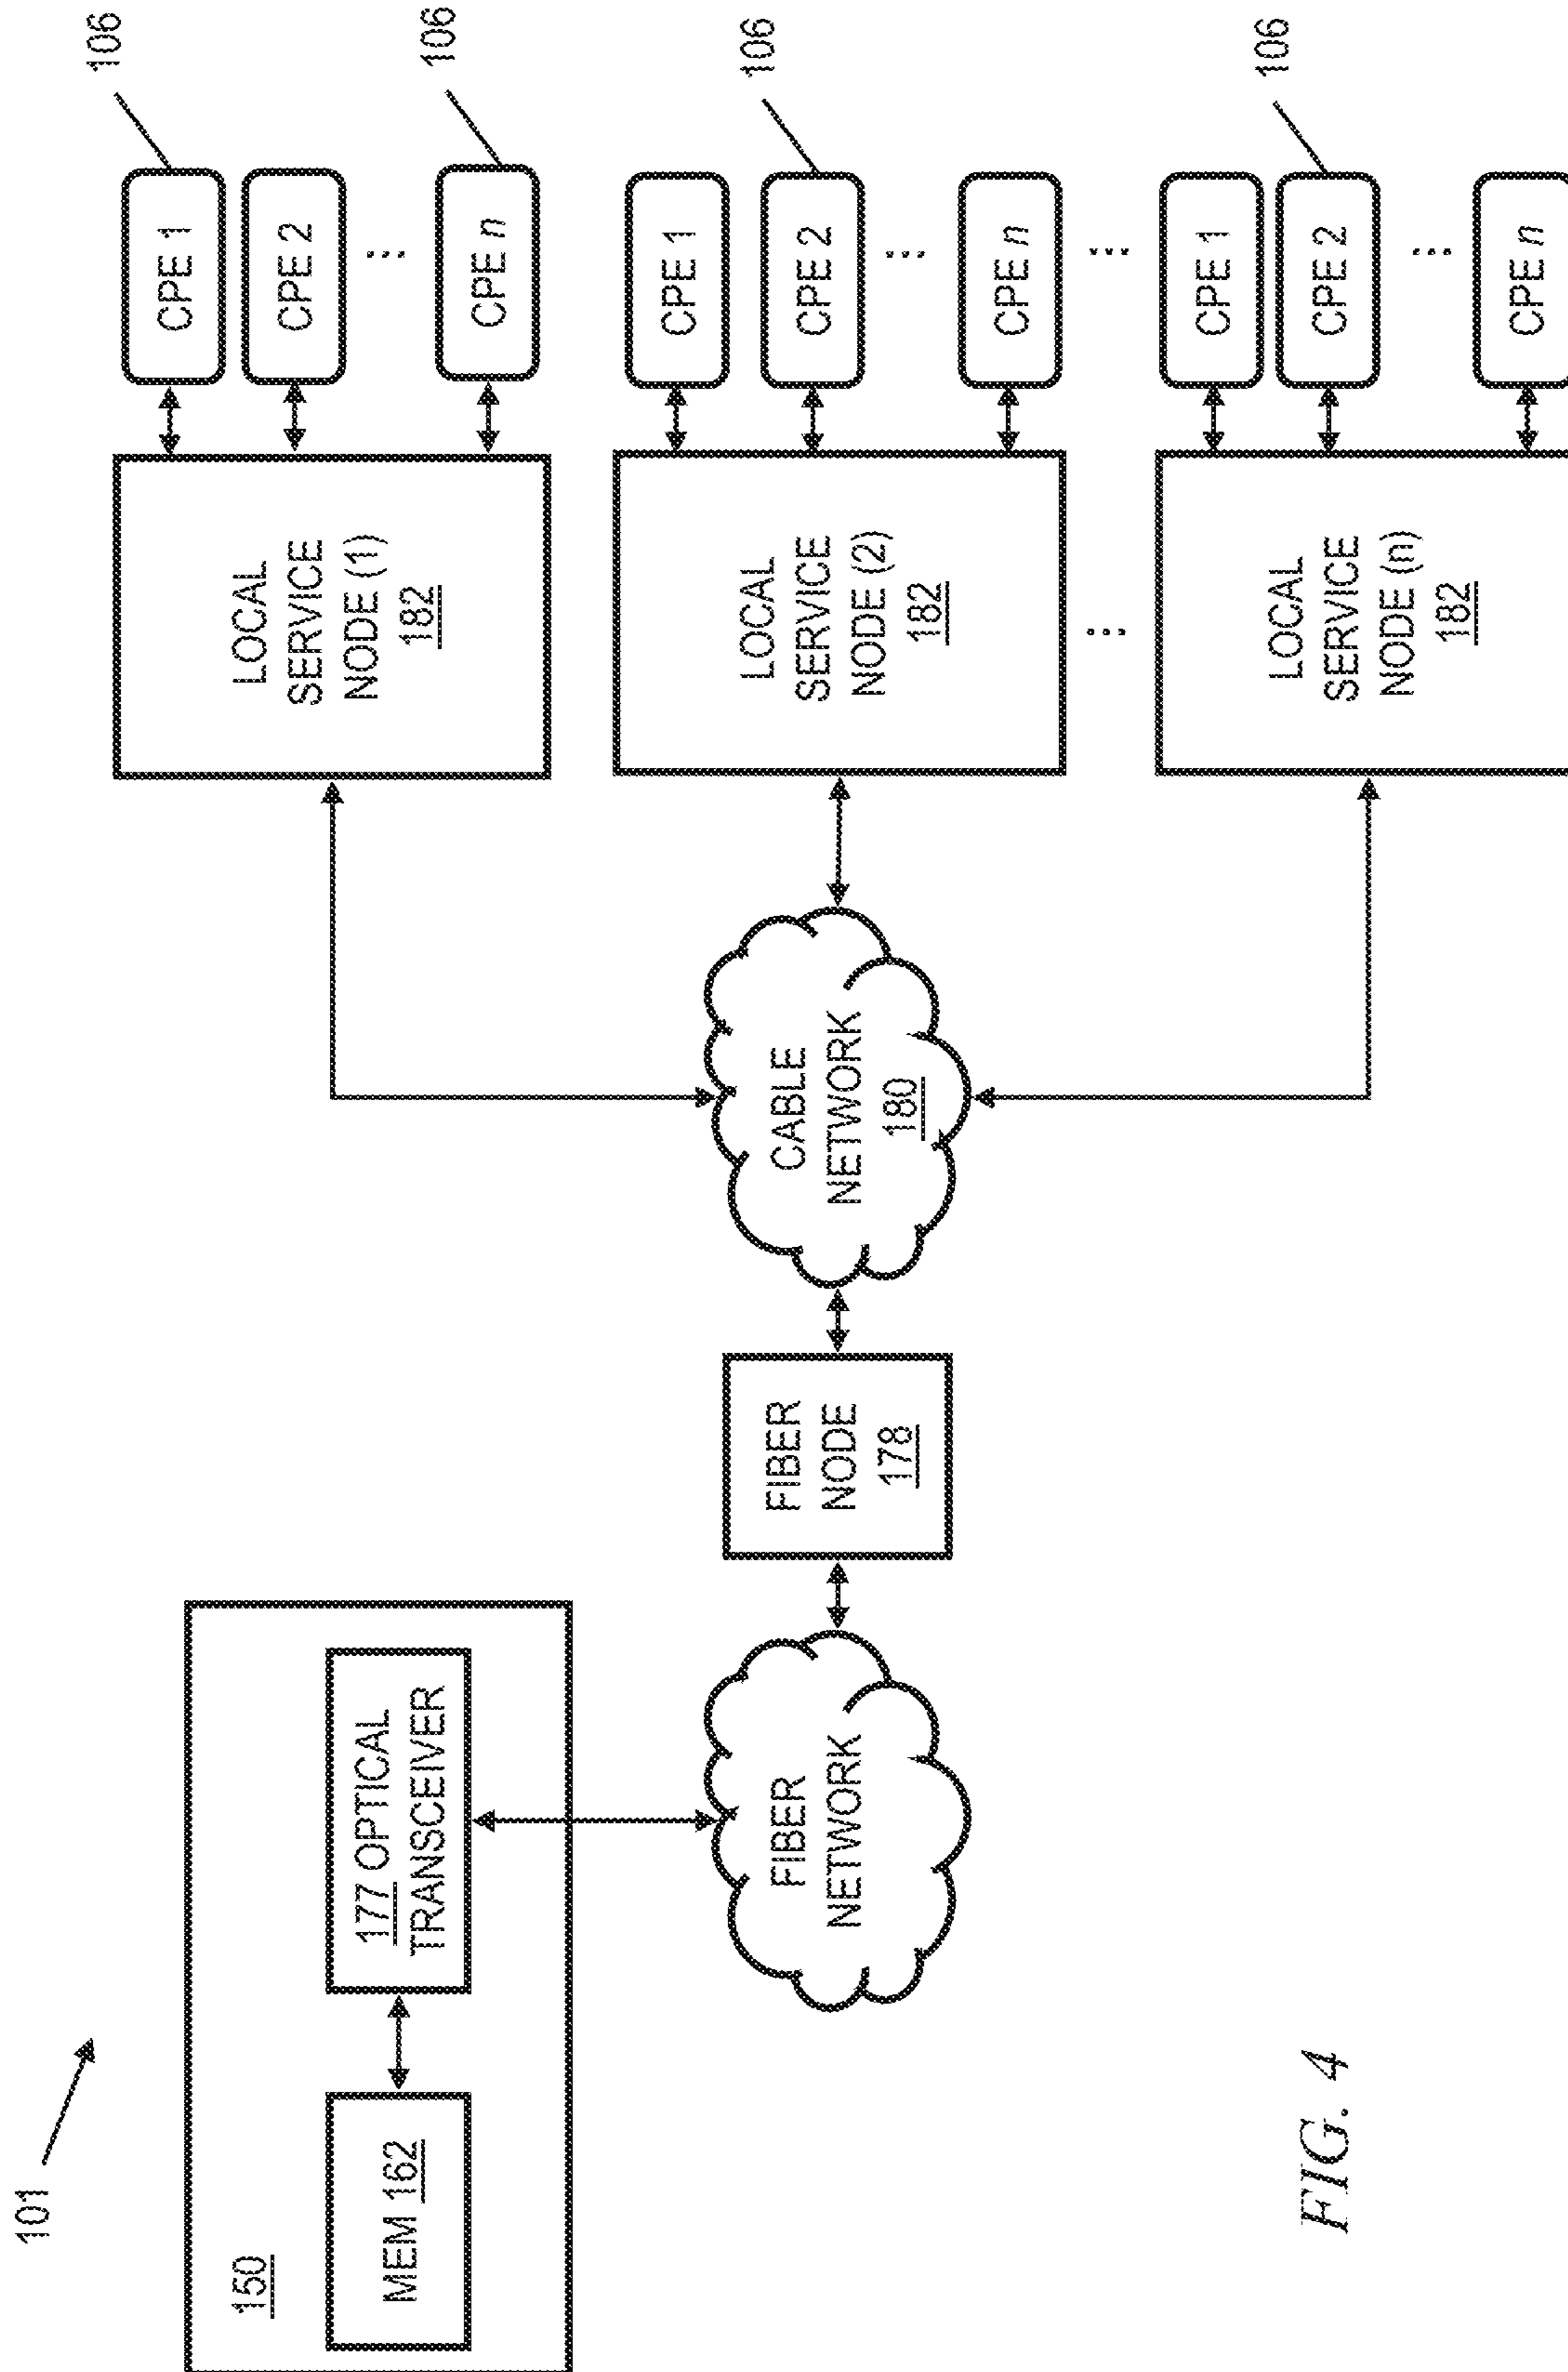 101
150
MEM 162
177 OPTICAL
TRANSCEIVER
FIBER
NETWORK
FIBER
NODE
178
CABLE
NETWORK
180
LOCAL
SERVICE
NODE (1)
182
CPE 1
CPE 2
...
CPE n
106
106
LOCAL
SERVICE
NODE (2)
182
CPE 1
CPE 2
...
CPE n
106
...
...
LOCAL
SERVICE
NODE (n)
182
CPE 1
CPE 2
...
CPE n
106
FIG. 4